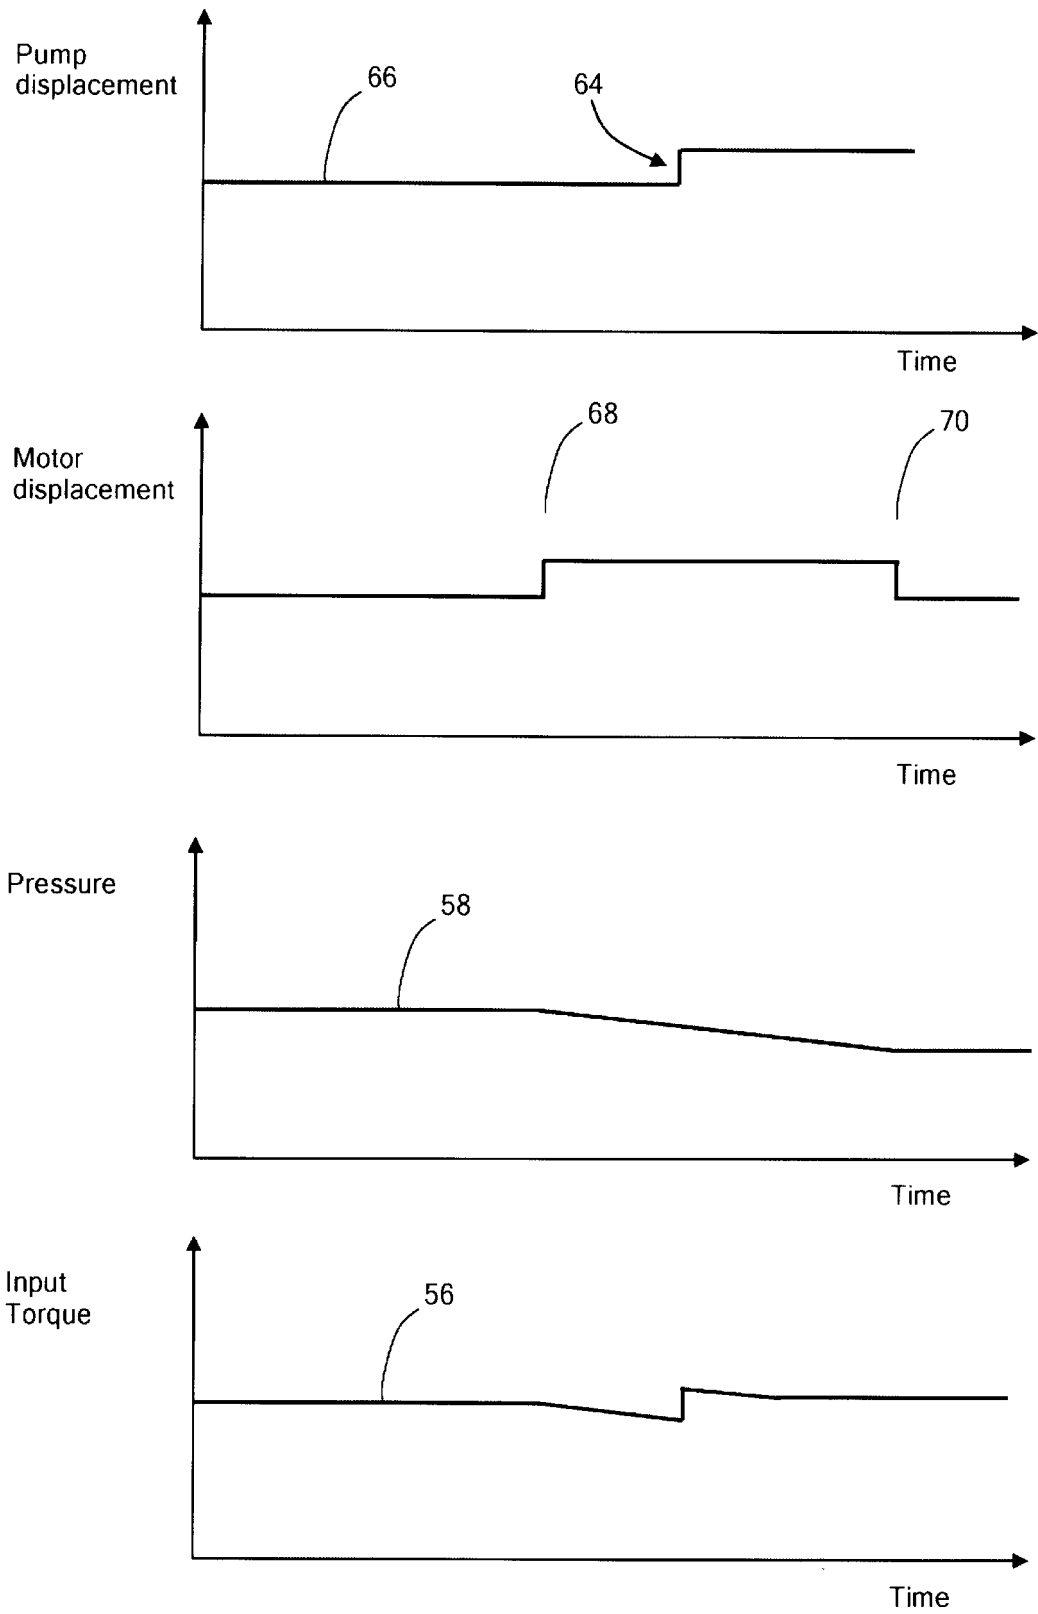 Pump
displacement
66
64
Time
Motor
displacement
68
70
Time
Pressure
58
Time
Input
Torque
56
Time